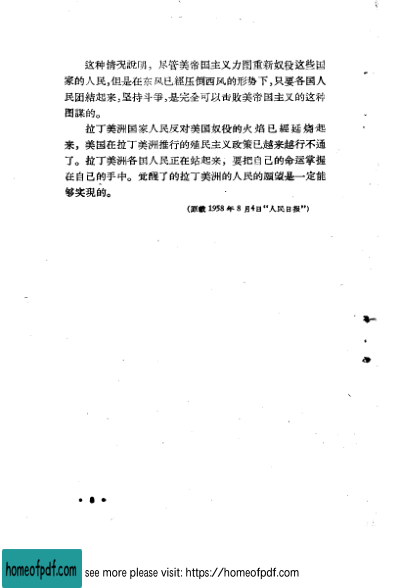 这种情况說明，尽管美帝国主义力图重新奴役这些国
家的人民，但是在东风已經压倒西风的形势下，只要各国人
民团結起来，坚持斗爭，是完全可以击敗美帝国主义的这种
图謀的。
拉丁美洲国家人民反对美国奴役的火焰已經延烧起
来，美国在拉丁美洲推行的殖民主义政策已越来越行不通
了。拉丁美洲各国人民正在站起来，要把自己的命运掌握
在自己的手中。觉醒了的拉丁美洲的人民的願望是一定能
够实現的。
(原載 1958 年 8 月4日“人民日报”)
• 8 •
homeofpdf.com see more please visit: https://homeofpdf.com